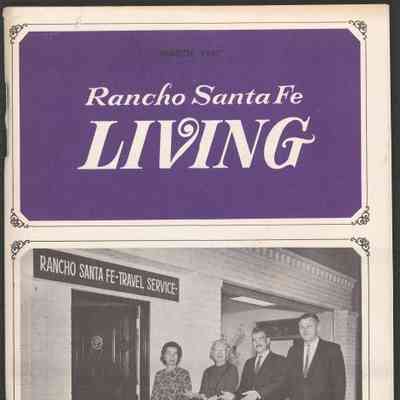 Rancho Santa Fe
LIVING
RANCHO SANTA FE-TRAVEL SERVICE-